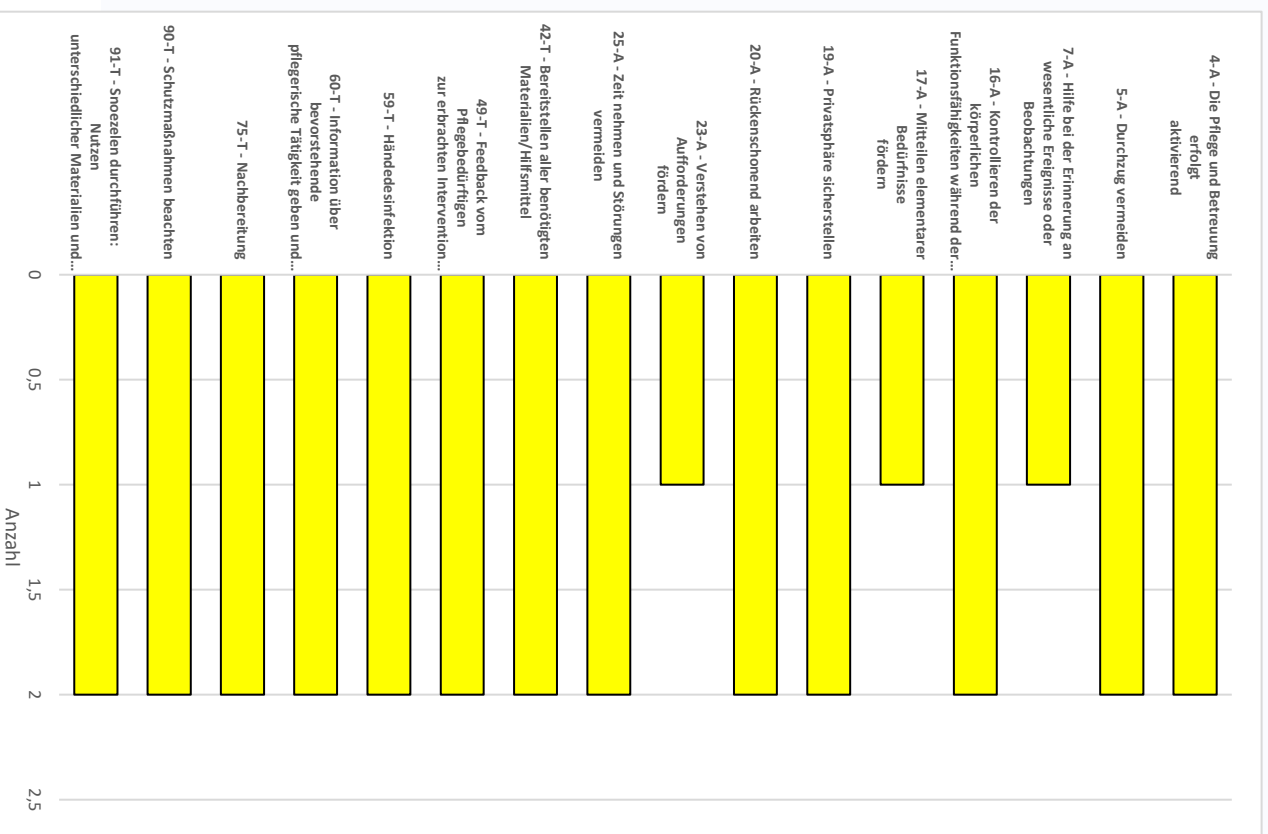 4-A - Die Pflege und Betreuung
erfolgt
aktivierend
5-A - Durchzug vermeiden
7-A - Hilfe bei der Erinnerung an
wesentliche Ereignisse oder
Beobachtungen
16-A - Kontrollieren der
körperlichen
Funktionsfähigkeiten während der...
17-A - Mitteilen elementarer
Bedürfnisse
fördern
19-A - Privatsphäre sicherstellen
20-A - Rückenschonend arbeiten
23-A - Verstehen von
Aufforderungen
fördern
25-A - Zeit nehmen und Störungen
vermeiden
42-T - Bereitstellen aller benötigten
Materialien/Hilfsmittel
49-T - Feedback vom
Pflegebedürftigen
zur erbrachten Intervention...
59-T - Händedesinfektion
60-T - Information über
bevorstehende
pflegerische Tätigkeit geben und...
75-T - Nachbereitung
90-T - Schutzmaßnahmen beachten
91-T - Snoezelen durchführen:
Nutzen
unterschiedlicher Materialien und...
0
0,5
1
1,5
2
2,5
Anzahl